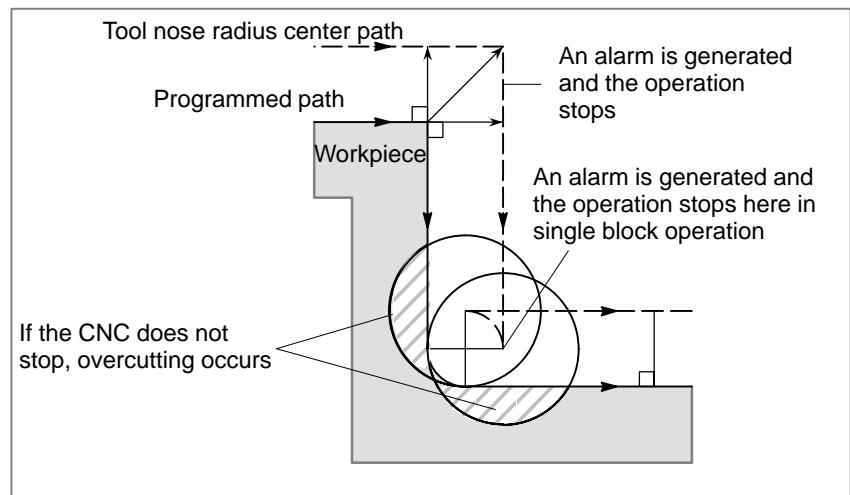 Tool nose radius center path
An alarm is generated
and the operation
stops
Programmed path
Workpiece
An alarm is generated and
the operation stops here in
single block operation
If the CNC does not
stop, overcutting occurs